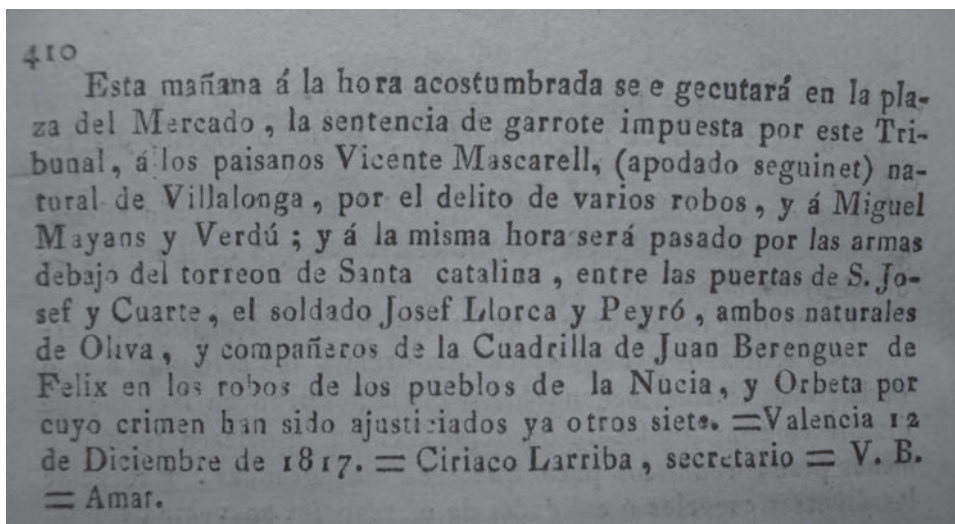 410
Esta mañana á la hora acostumbrada se e gecutará en la pla-
za del Mercado, la sentencia de garrote impuesta por este Tri-
bunal, á los paisanos Vicente Mascarell, (apodado seguinet) na-
tural de Villalonga, por el delito de varios robos, y á Miguel
Mayans y Verdú; y á la misma hora será pasado por las armas
debajo del torreon de Santa catalina, entre las puertas de S. Jo-
sef y Cuarte, el soldado Josef Llorca y Peyró, ambos naturales
de Oliva, y compañeros de la Cuadrilla de Juan Berenguer de
Felix en los robos de los pueblos de la Nucia, y Orbeta por
cuyo crimen han sido ajusticiados ya otros siete. =Valencia 12
de Diciembre de 1817. = Ciriaco Larriba, secretario = V. B.
= Amar.